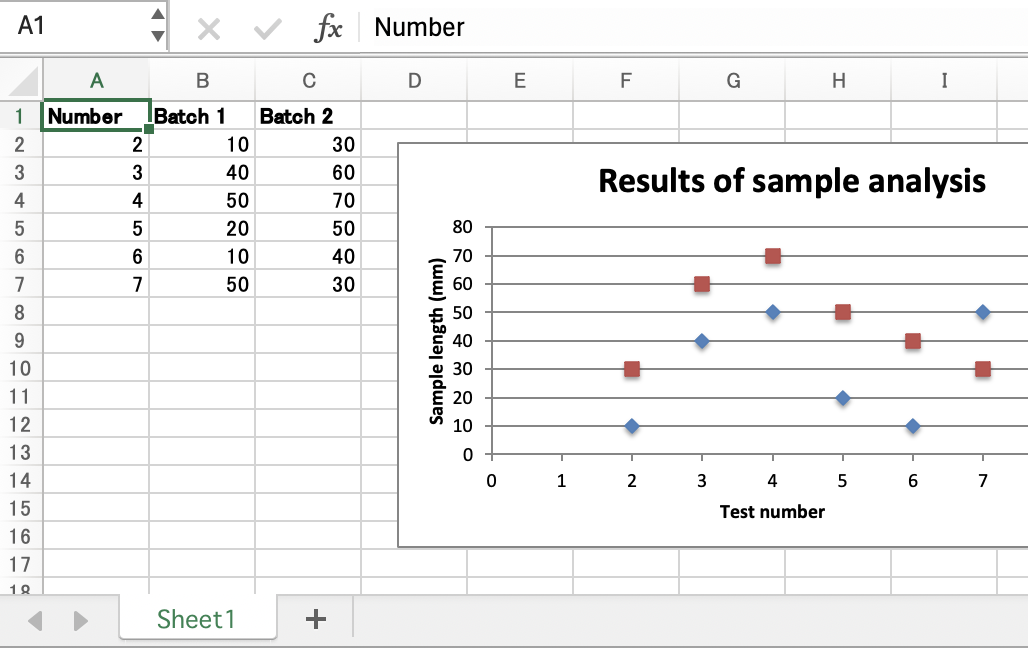 A1 fx Number
A B C D E F G H I
1 Number Batch 1 Batch 2
2 2 10 30
3 3 40 60
4 4 50 70
5 5 20 50
6 6 10 40
7 7 50 30
8
9
10
11
12
13
14
15
16
17
18
Results of sample analysis
Sample length (mm)
80
70
60
50
40
30
20
10
0
0 1 2 3 4 5 6 7
Test number
Sheet1 +